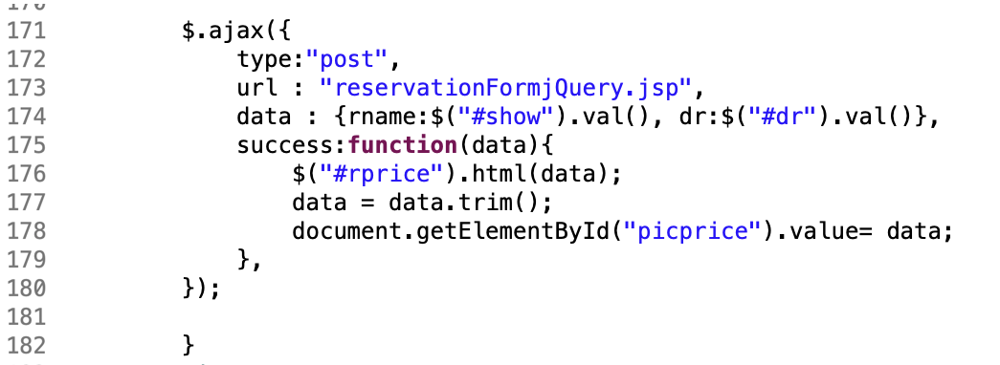 171 $.ajax({
172 type:"post",
173 url : "reservationFormjQuery.jsp",
174 data : {rname:$("#show").val(), dr:$("#dr").val()},
175 success:function(data){
176 $("#rprice").html(data);
177 data = data.trim();
178 document.getElementById("picprice").value= data;
179 },
180 });
181
182 }